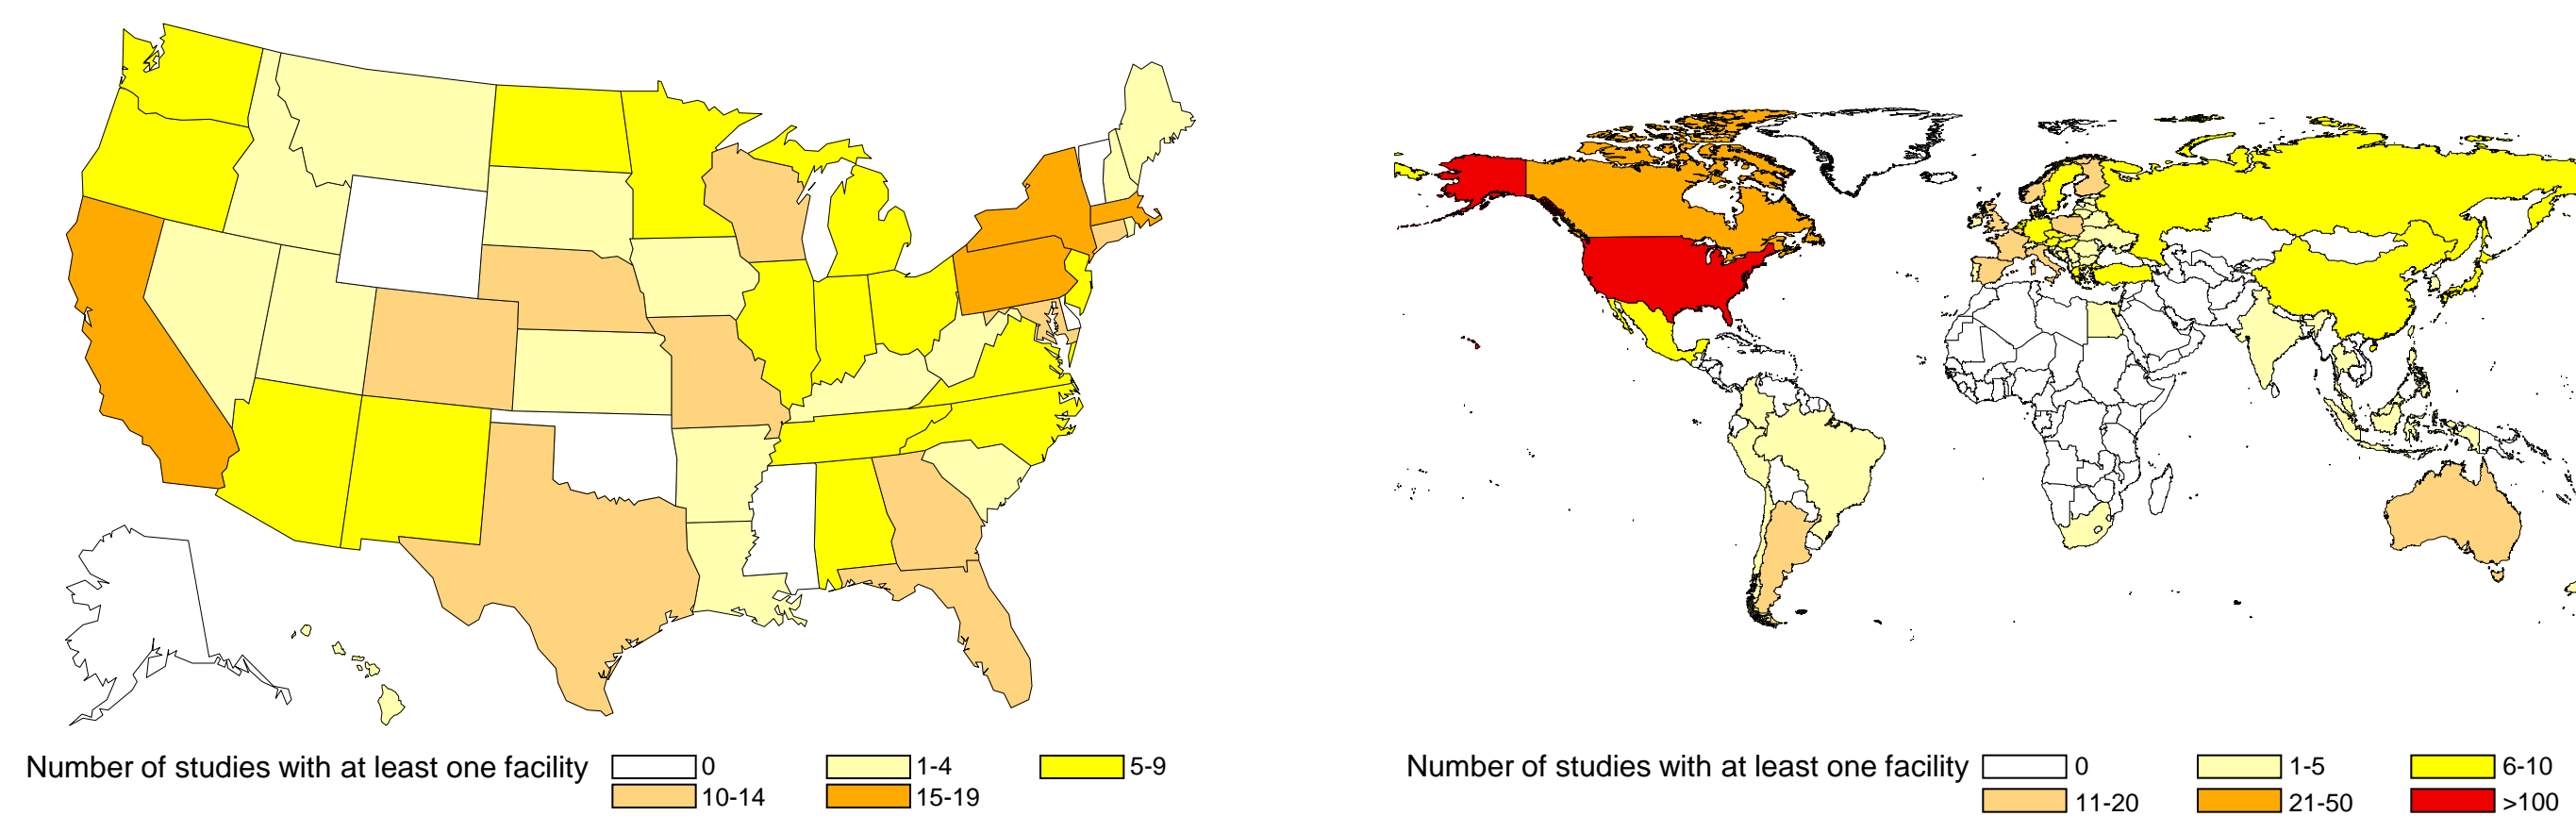 Number of studies with at least one facility 0 1-4 5-9
10-14 15-19
Number of studies with at least one facility 0 1-5 6-10
11-20 21-50 >100